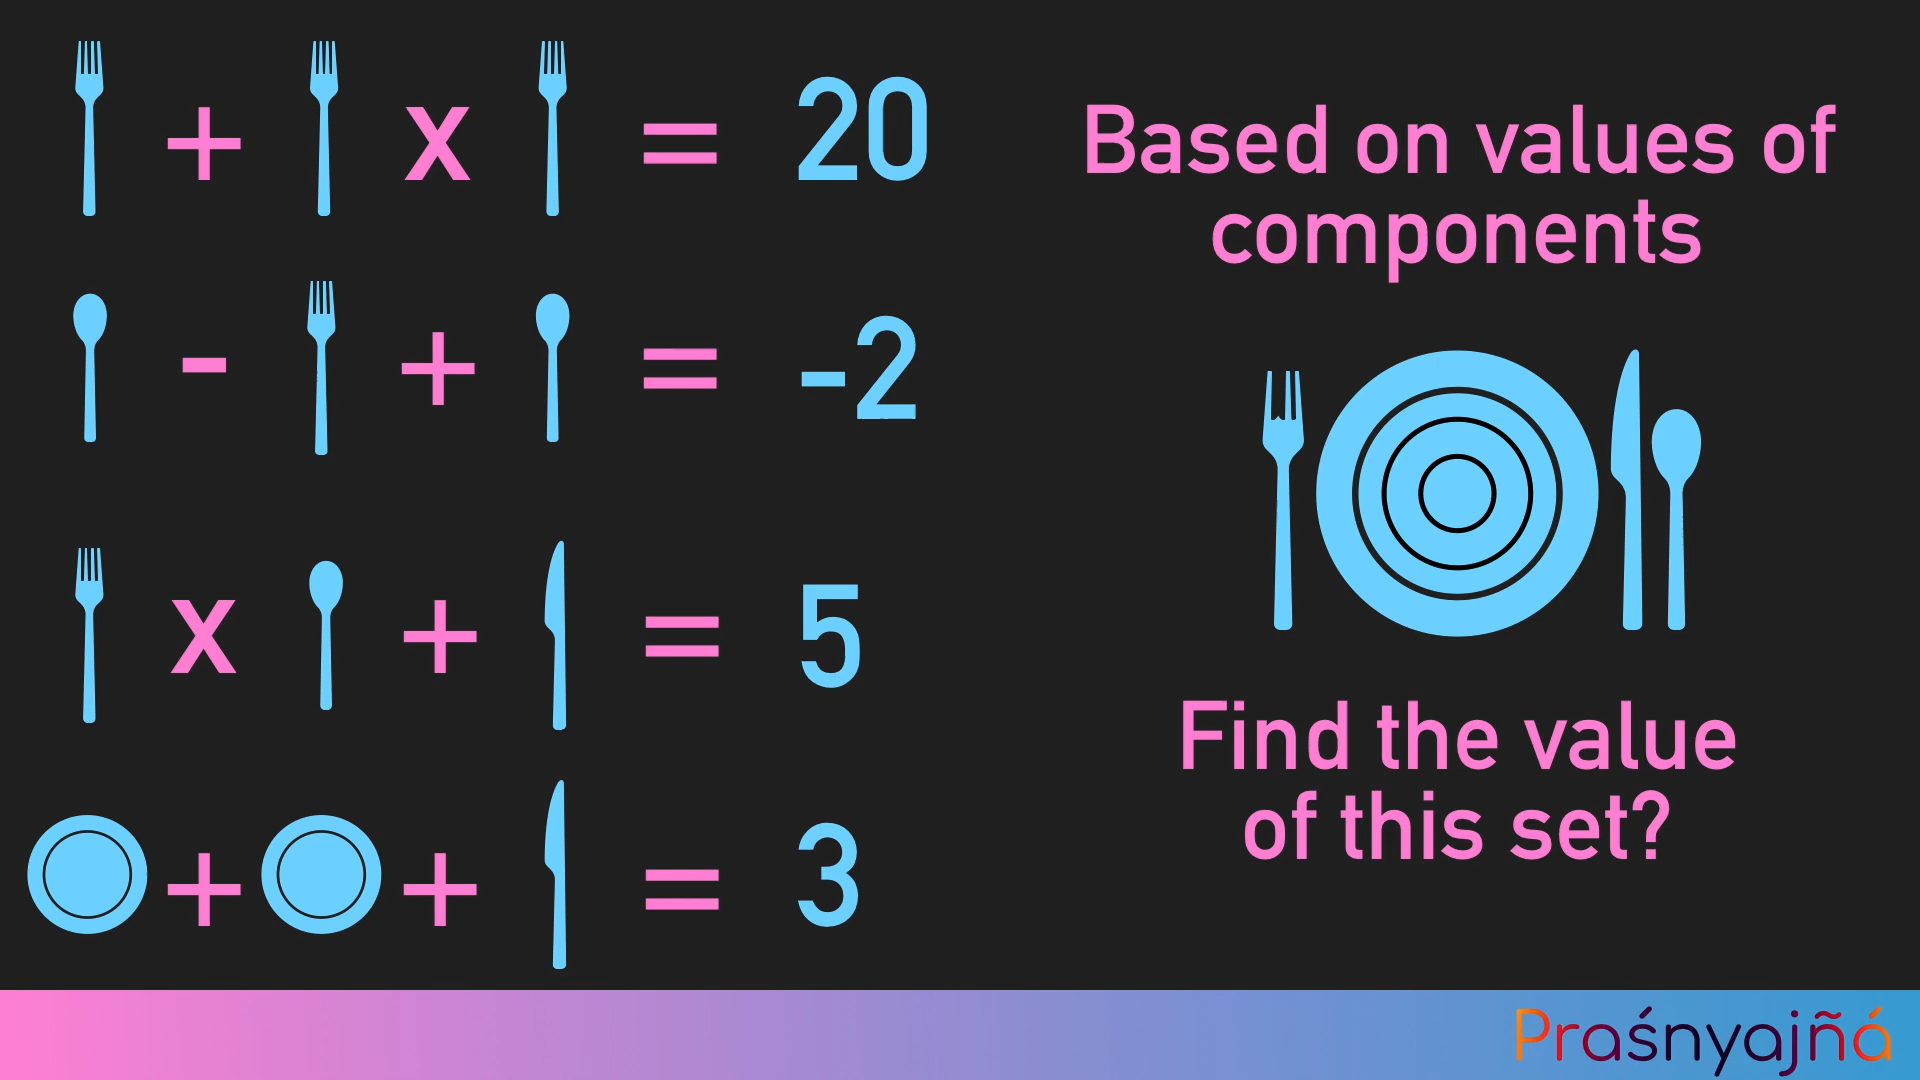 + x = 20
- + = -2
x + = 5
+ + = 3
Based on values of
components
Find the value
of this set?
Praśnyajñá